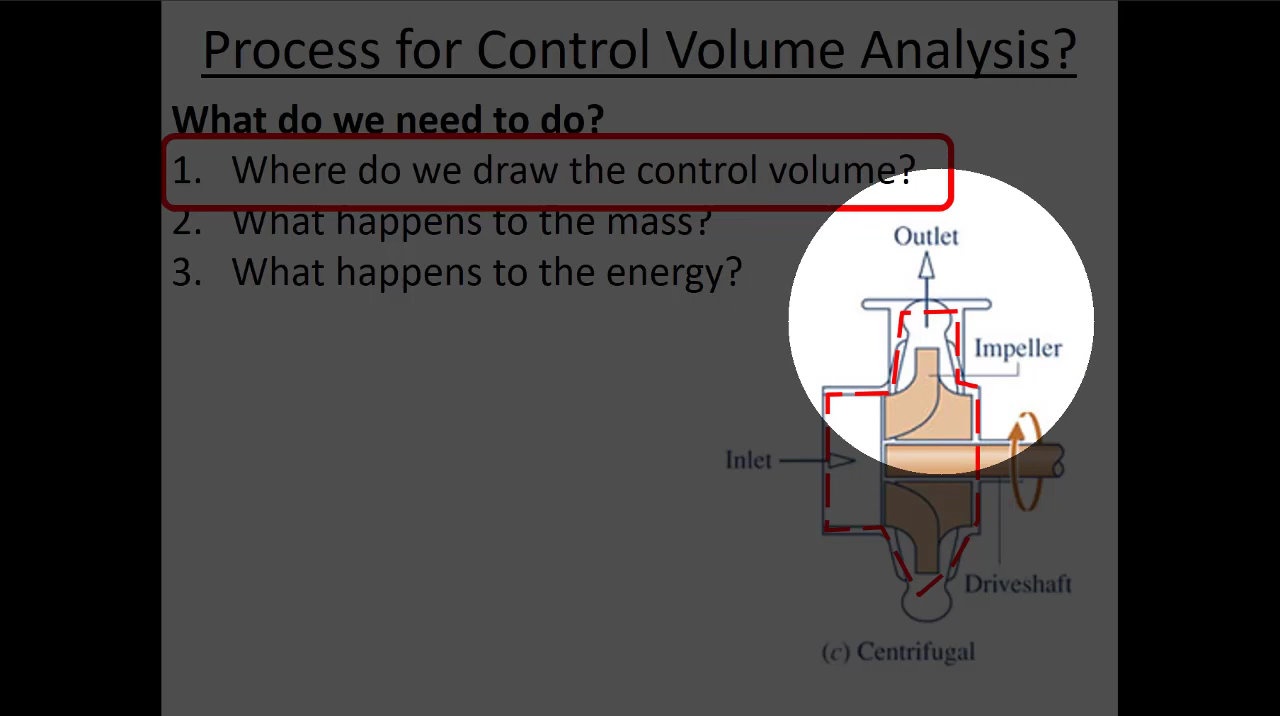 Process for Control Volume Analysis?
What do we need to do?
1. Where do we draw the control volume?
2. What happens to the mass?
3. What happens to the energy?
Outlet
Impeller
Inlet
Driveshaft
(c) Centrifugal